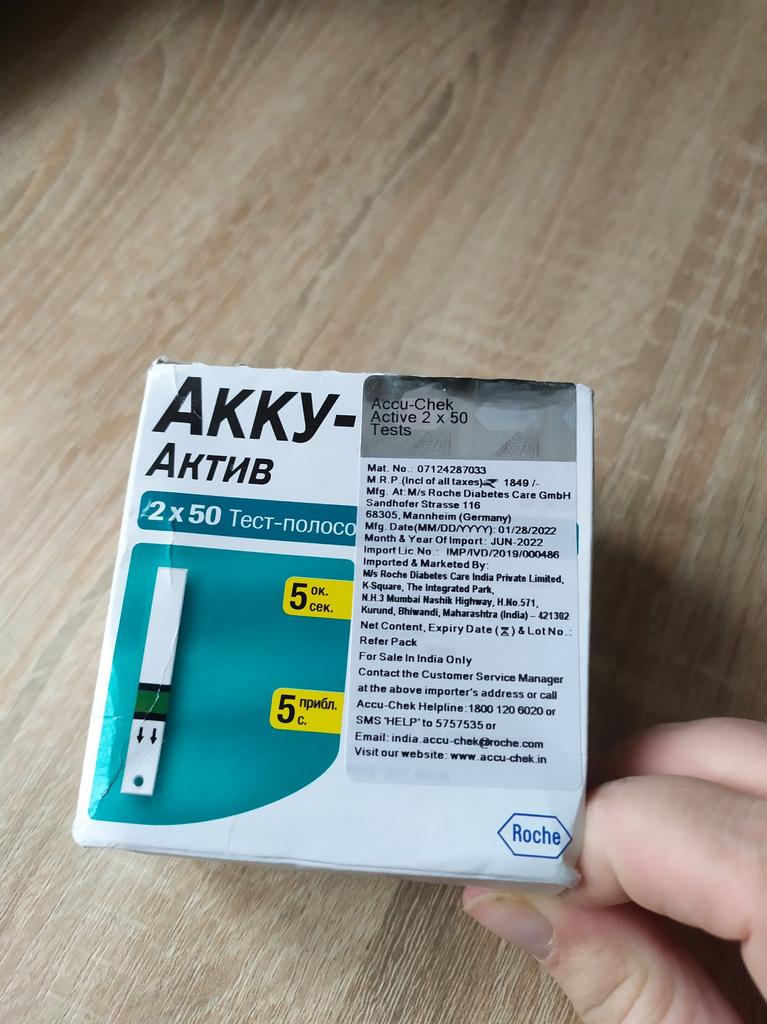 АККУ-
АКТИВ
2 x 50 Тест-полосо
5 ок.
сек.
5 прибл.
с.
Accu-Chek
Active 2 x 50
Tests
Mat. No.: 07124287033
M.R.P.(Incl of all taxes) 1849 /-
Mfg. At: M/s Roche Diabetes Care GmbH
Sandhofer Strasse 116
68305, Mannheim (Germany)
Mfg. Date(MM/DD/YYYY): 01/28/2022
Month & Year Of Import: JUN-2022
Import Lic No.: IMP/IVD/2019/000486
Imported & Marketed By:
M/s Roche Diabetes Care India Private Limited,
K-Square, The Integrated Park,
N.H.3 Mumbai Nashik Highway, H.No.571,
Kurund, Bhiwandi, Maharashtra (India) – 421302
Net Content, Expiry Date (⧖) & Lot No.:
Refer Pack
For Sale In India Only
Contact the Customer Service Manager
at the above importer's address or call
Accu-Chek Helpline:1800 120 6020 or
SMS 'HELP' to 5757535 or
Email: india.accu-chek@roche.com
Visit our website: www.accu-chek.in
Roche